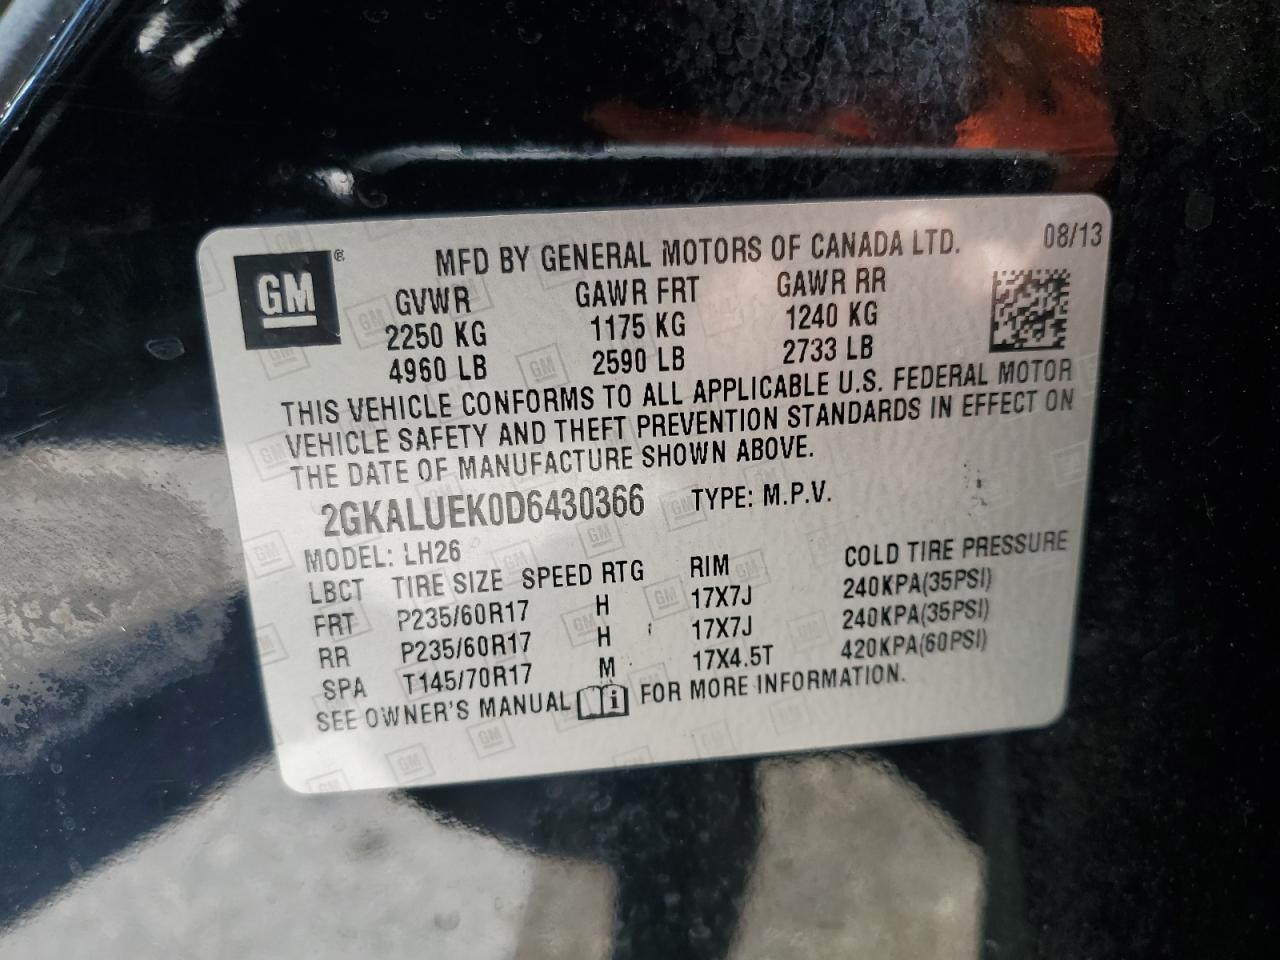 GM® MFD BY GENERAL MOTORS OF CANADA LTD. 08/13
GVWR GAWR FRT GAWR RR
2250 KG 1175 KG 1240 KG
4960 LB 2590 LB 2733 LB
THIS VEHICLE CONFORMS TO ALL APPLICABLE U.S. FEDERAL MOTOR
VEHICLE SAFETY AND THEFT PREVENTION STANDARDS IN EFFECT ON
THE DATE OF MANUFACTURE SHOWN ABOVE.
2GKALUEK0D6430366 TYPE: M.P.V.
MODEL: LH26
LBCT TIRE SIZE SPEED RTG RIM COLD TIRE PRESSURE
FRT P235/60R17 H 17X7J 240KPA(35PSI)
RR P235/60R17 H 17X7J 240KPA(35PSI)
SPA T145/70R17 M 17X4.5T 420KPA(60PSI)
SEE OWNER'S MANUAL FOR MORE INFORMATION.